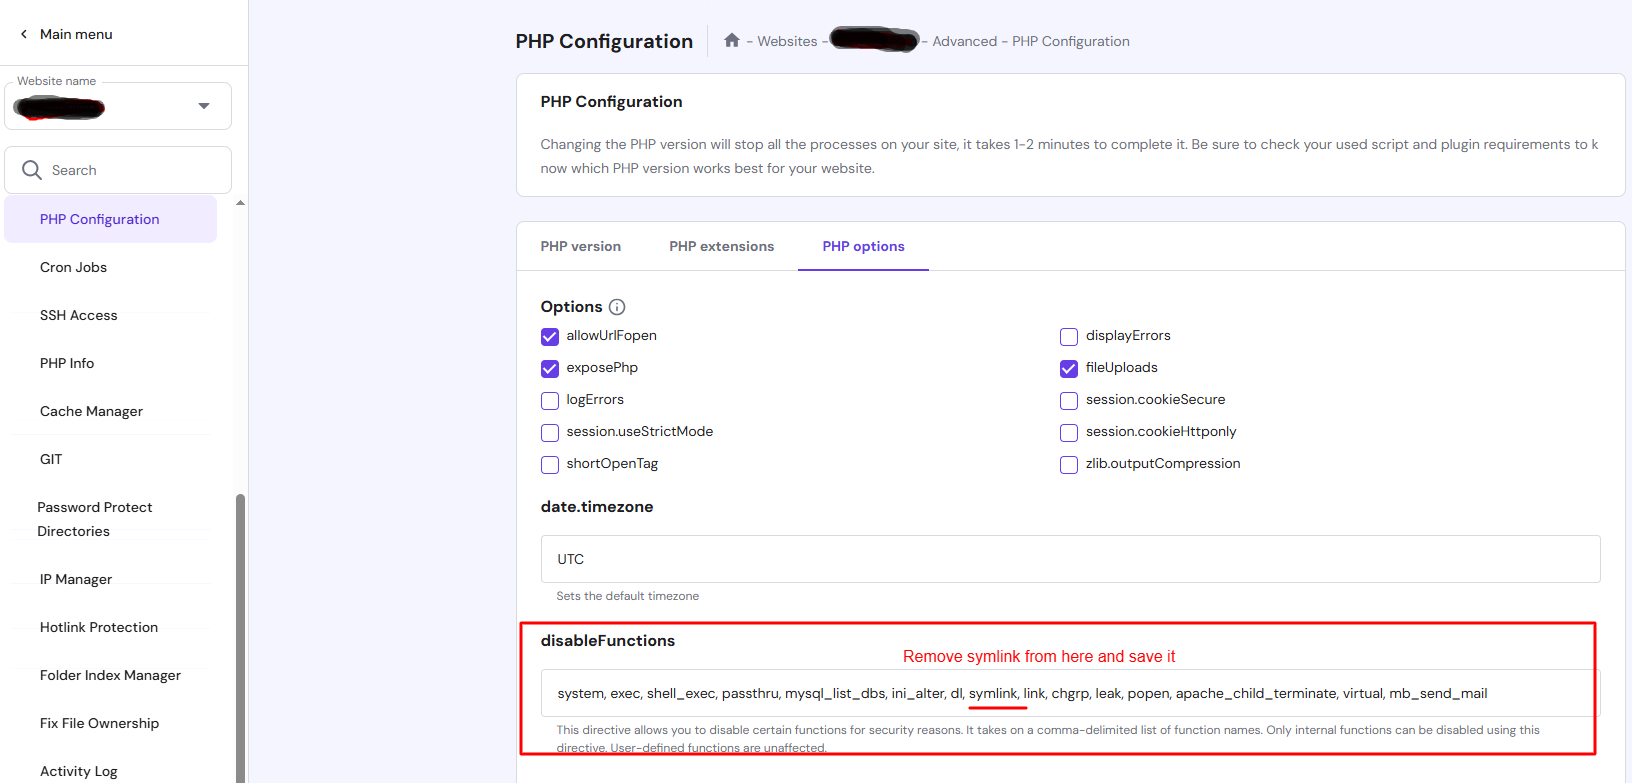 Main menu
Website name
Search
PHP Configuration
Cron Jobs
SSH Access
PHP Info
Cache Manager
GIT
Password Protect
Directories
IP Manager
Hotlink Protection
Folder Index Manager
Fix File Ownership
Activity Log
PHP Configuration
- Websites - - Advanced - PHP Configuration
PHP Configuration
Changing the PHP version will stop all the processes on your site, it takes 1-2 minutes to complete it. Be sure to check your used script and plugin requirements to k
now which PHP version works best for your website.
PHP version PHP extensions PHP options
Options
allowUrlFopen displayErrors
exposePhp fileUploads
logErrors session.cookieSecure
session.useStrictMode session.cookieHttponly
shortOpenTag zlib.outputCompression
date.timezone
UTC
Sets the default timezone
disableFunctions
Remove symlink from here and save it
system, exec, shell_exec, passthru, mysql_list_dbs, ini_alter, dl, symlink, link, chgrp, leak, popen, apache_child_terminate, virtual, mb_send_mail
This directive allows you to disable certain functions for security reasons. It takes on a comma-delimited list of function names. Only internal functions can be disabled using this
directive. User-defined functions are unaffected.